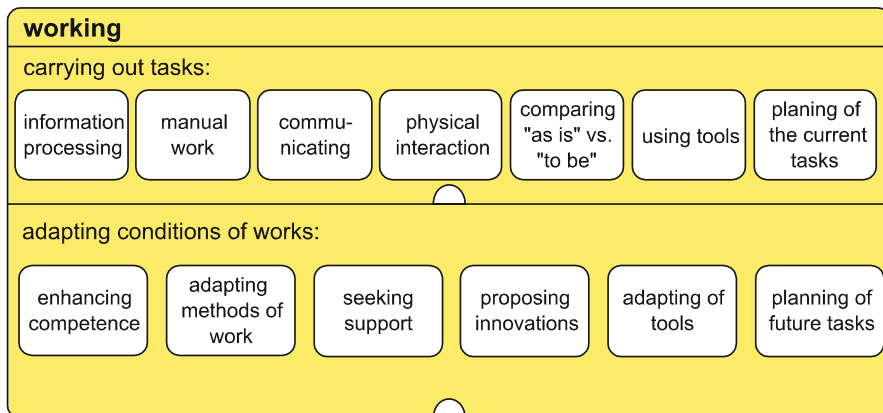 working
carrying out tasks:
information
processing
manual
work
commu-
nicating
physical
interaction
comparing
"as is" vs.
"to be"
using tools
planing of
the current
tasks
adapting conditions of works:
enhancing
competence
adapting
methods of
work
seeking
support
proposing
innovations
adapting of
tools
planning of
future tasks